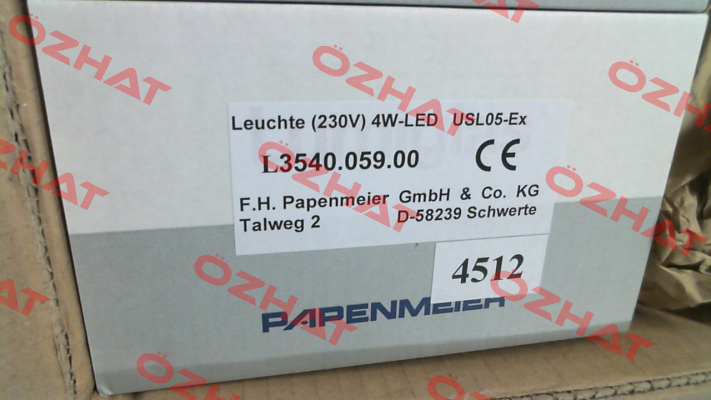 Leuchte (230V) 4W-LED USL05-Ex
L3540.059.00 CE
F.H. Papenmeier GmbH & Co. KG
Talweg 2 D-58239 Schwerte
4512
PAPENMEIER
ÖZHAT
ÖZHAT
ÖZHAT
ÖZHAT
ÖZHAT
ÖZHAT
ÖZHAT
ÖZHAT